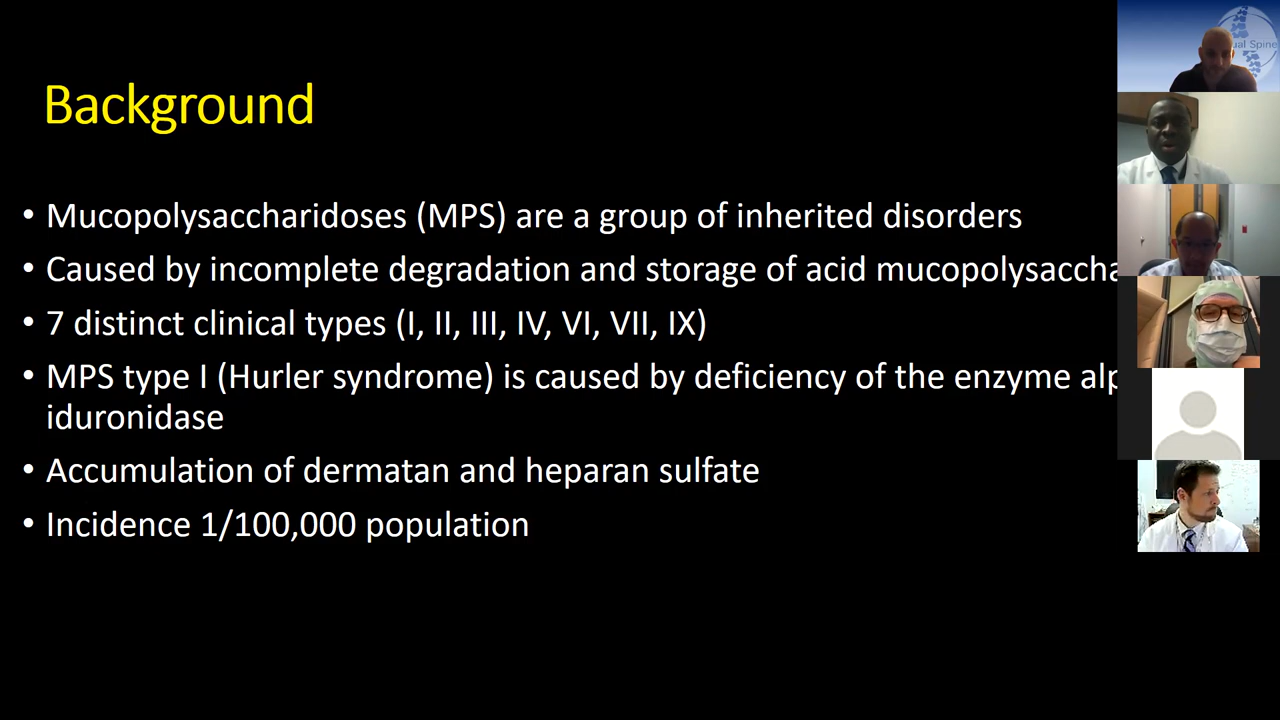 Background
• Mucopolysaccharidoses (MPS) are a group of inherited disorders
• Caused by incomplete degradation and storage of acid mucopolysaccha
• 7 distinct clinical types (I, II, III, IV, VI, VII, IX)
• MPS type I (Hurler syndrome) is caused by deficiency of the enzyme alp
iduronidase
• Accumulation of dermatan and heparan sulfate
• Incidence 1/100,000 population
ual Spine